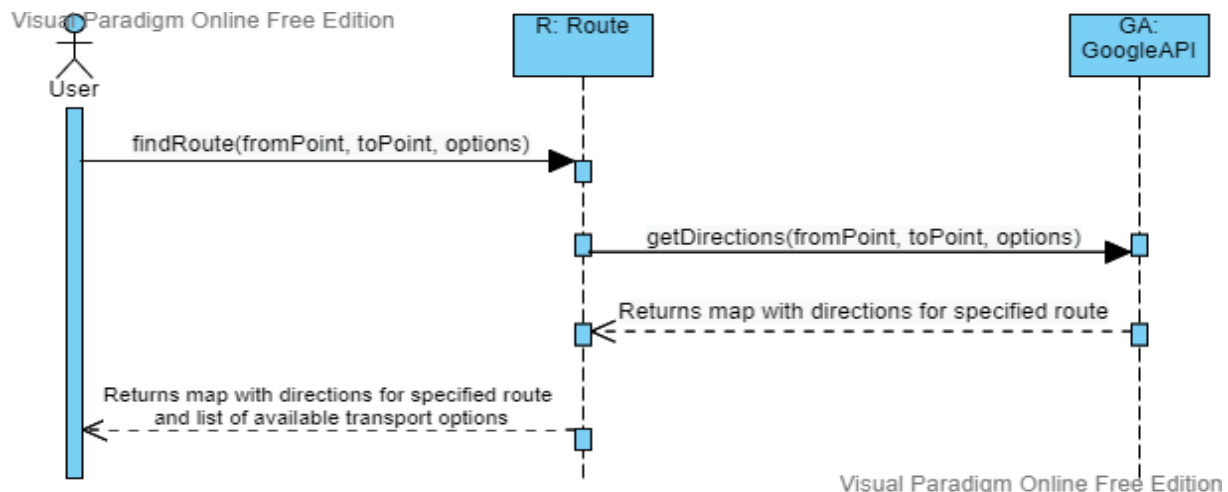 Visual Paradigm Online Free Edition
R: Route
GA:
GoogleAPI
User
findRoute(fromPoint, toPoint, options)
getDirections(fromPoint, toPoint, options)
Returns map with directions for specified route
Returns map with directions for specified route
and list of available transport options
Visual Paradigm Online Free Edition